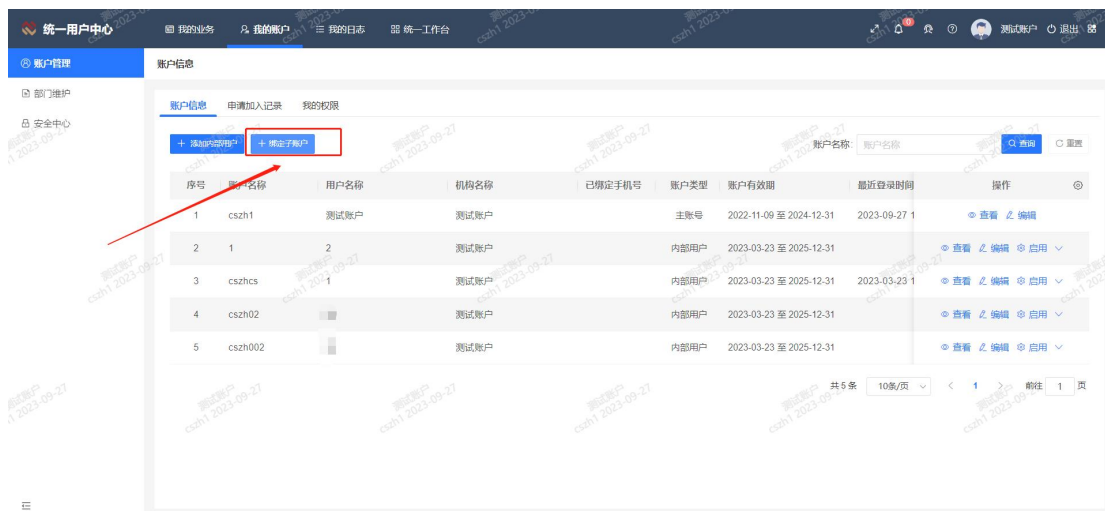 统一用户中心 我的业务 我的账户 我的日志 统一工作台 0 测试账户 退出
账户管理 账户信息
部门维护
安全中心
账户信息 申请加入记录 我的权限
+ 添加内部用户 + 绑定子账户 账户名称: 账户名称 查询 重置
序号 账户名称 用户名称 机构名称 已绑定手机号 账户类型 账户有效期 最近登录时间 操作
1 cszh1 测试账户 测试账户 主账号 2022-11-09 至 2024-12-31 2023-09-27 1 查看 编辑
2 1 2 测试账户 内部用户 2023-03-23 至 2025-12-31 查看 编辑 启用
3 cszhcs 1 测试账户 内部用户 2023-03-23 至 2025-12-31 2023-03-23 1 查看 编辑 启用
4 cszh02 测试账户 内部用户 2023-03-23 至 2025-12-31 查看 编辑 启用
5 cszh002 测试账户 内部用户 2023-03-23 至 2025-12-31 查看 编辑 启用
共 5 条 10条/页 < 1 > 前往 1 页
测试账户
cszh1 2023-09-27